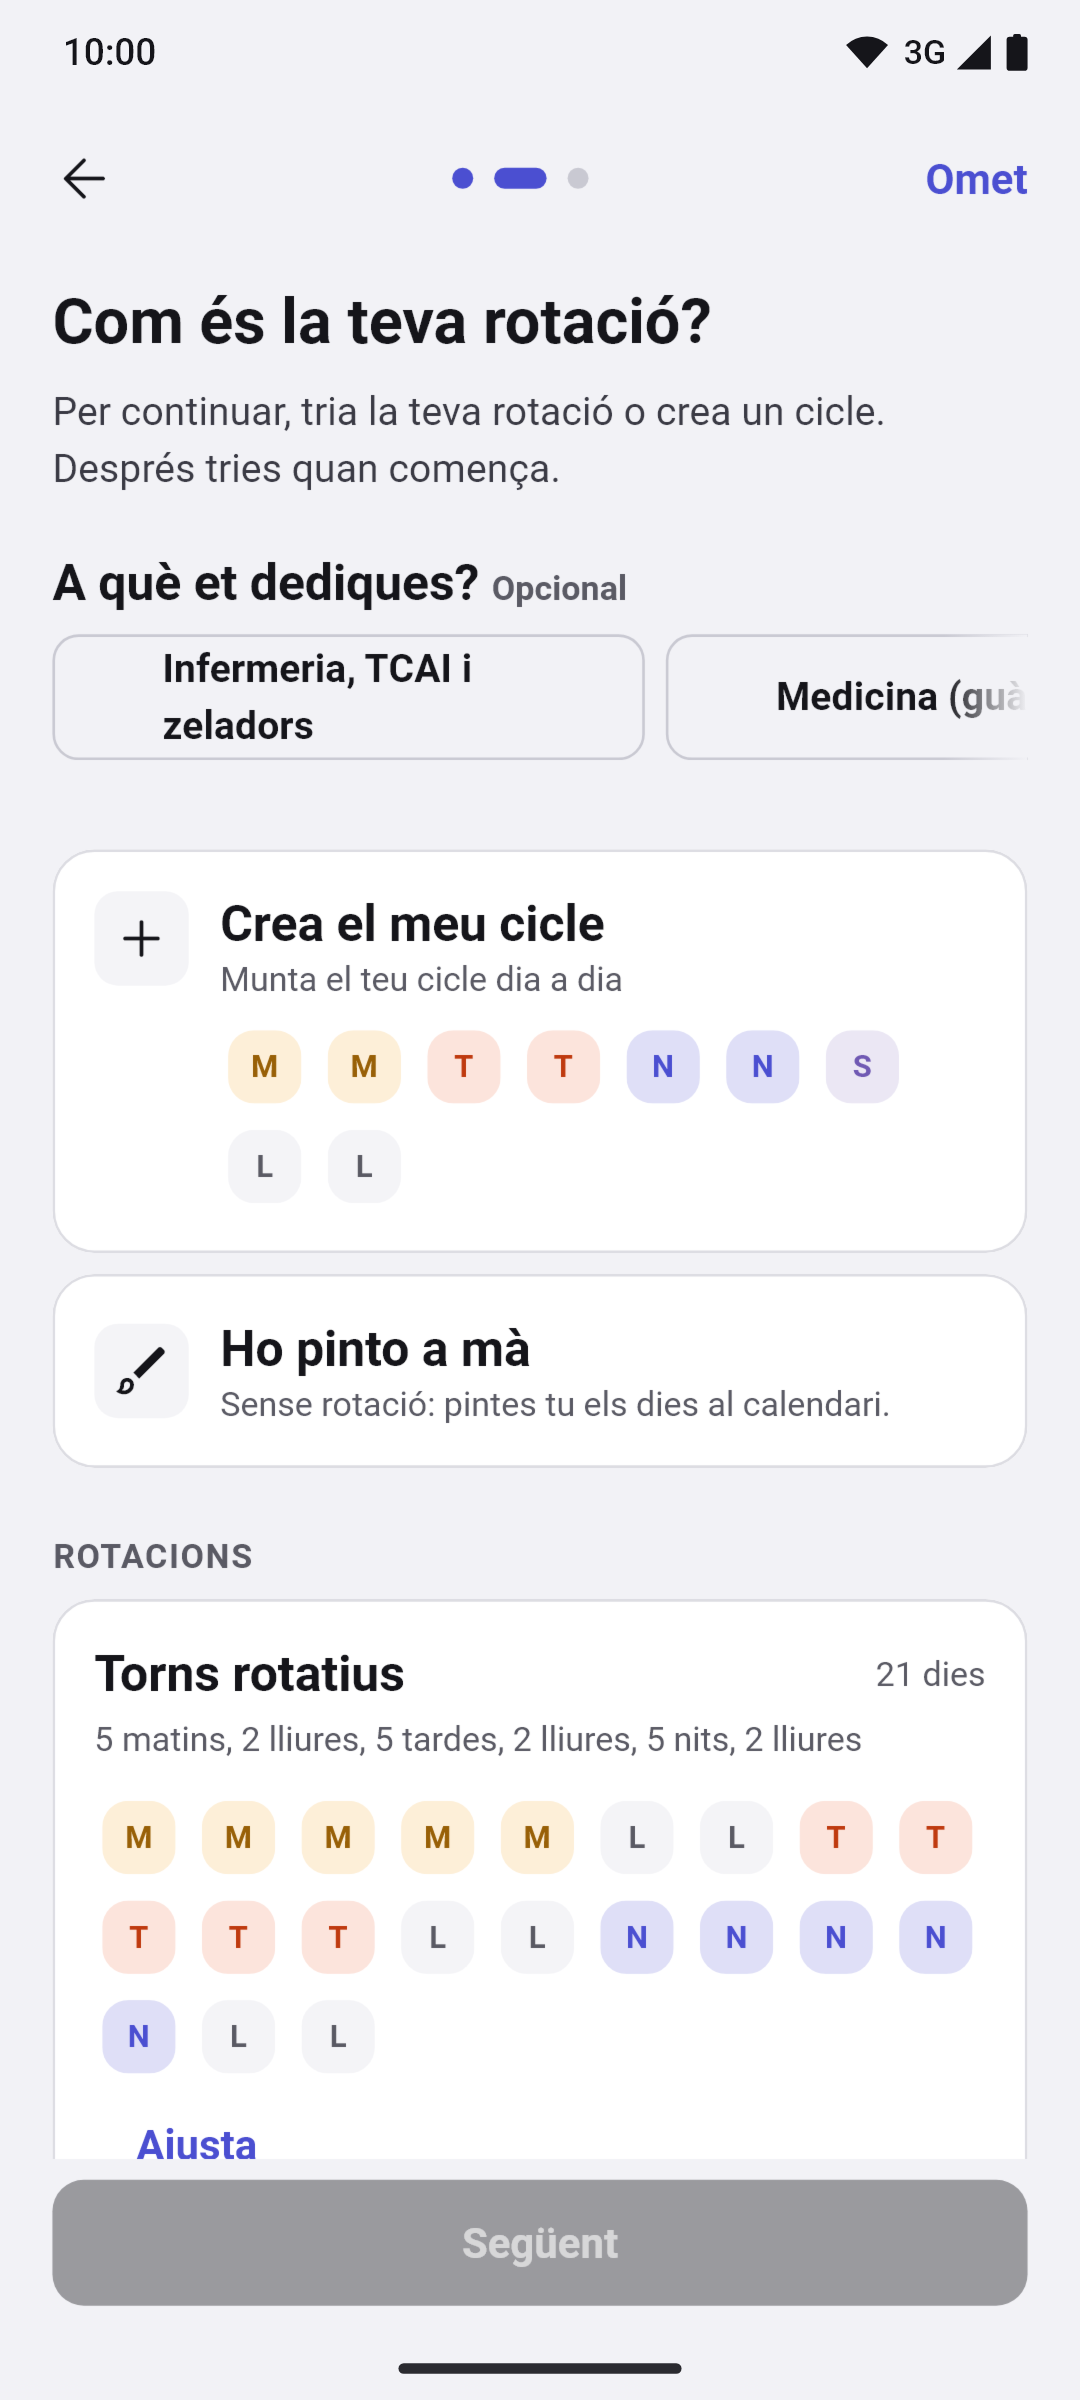 10:00
3G
Omet
Com és la teva rotació?
Per continuar, tria la teva rotació o crea un cicle.
Després tries quan comença.
A què et dediques? Opcional
Infermeria, TCAI i
zeladors
Medicina (guà
Crea el meu cicle
Munta el teu cicle dia a dia
M M T T N N S
L L
Ho pinto a mà
Sense rotació: pintes tu els dies al calendari.
ROTACIONS
Torns rotatius
21 dies
5 matins, 2 lliures, 5 tardes, 2 lliures, 5 nits, 2 lliures
M M M M M L L T T
T T T L L N N N N
N L L
Ajusta
Següent